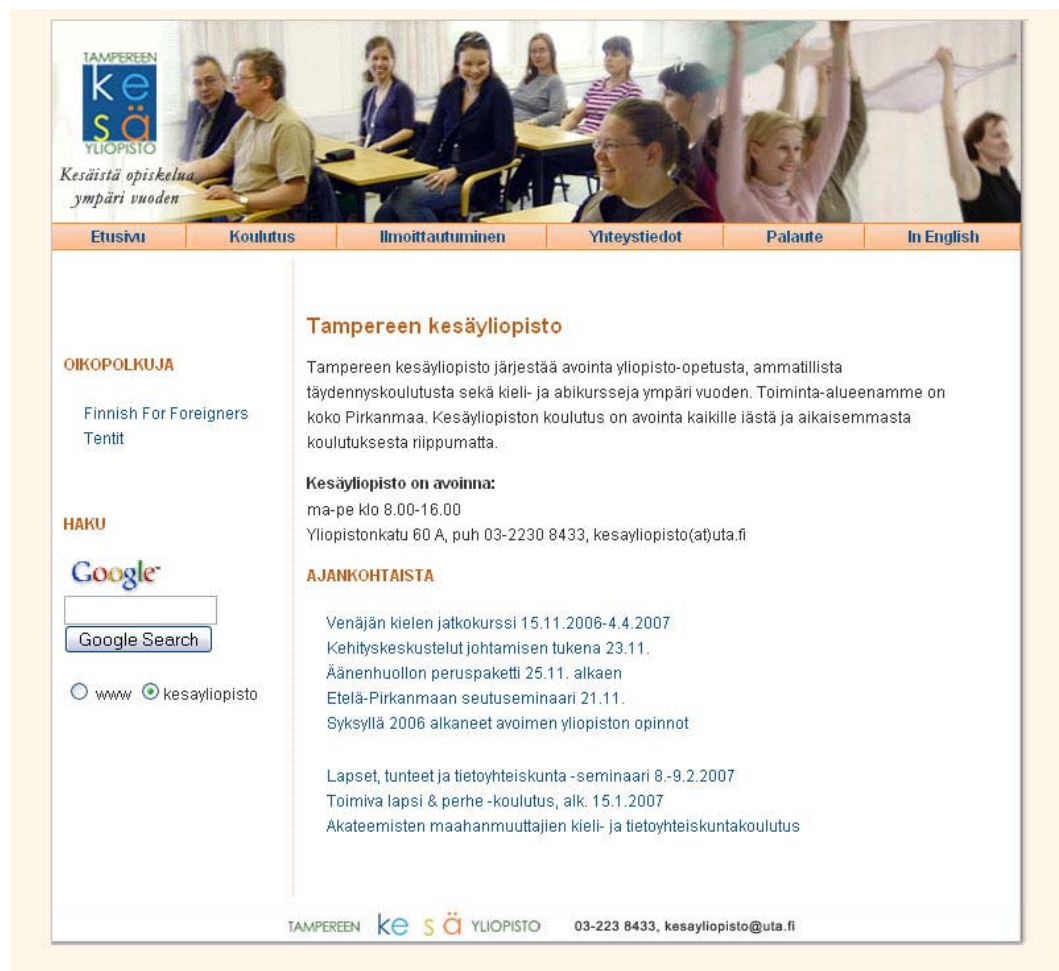 TAMPEREEN
ke
sä
YLIOPISTO
Kesäistä opiskelua
ympäri vuoden
Etusivu Koulutus Ilmoittautuminen Yhteystiedot Palaute In English
OIKOPOLKUJA
Finnish For Foreigners
Tentit
HAKU
Google
Google Search
www kesayliopisto
Tampereen kesäyliopisto
Tampereen kesäyliopisto järjestää avointa yliopisto-opetusta, ammatillista
täydennyskoulutusta sekä kieli- ja abikursseja ympäri vuoden. Toiminta-alueenamme on
koko Pirkanmaa. Kesäyliopiston koulutus on avointa kaikille iästä ja aikaisemmasta
koulutuksesta riippumatta.
Kesäyliopisto on avoinna:
ma-pe klo 8.00-16.00
Yliopistonkatu 60 A, puh 03-2230 8433, kesayliopisto(at)uta.fi
AJANKOHTAISTA
Venäjän kielen jatkokurssi 15.11.2006-4.4.2007
Kehityskeskustelut johtamisen tukena 23.11.
Äänenhuollon peruspaketti 25.11. alkaen
Etelä-Pirkanmaan seutuseminaari 21.11.
Syksyllä 2006 alkaneet avoimen yliopiston opinnot
Lapset, tunteet ja tietoyhteiskunta -seminaari 8.-9.2.2007
Toimiva lapsi & perhe -koulutus, alk. 15.1.2007
Akateemisten maahanmuuttajien kieli- ja tietoyhteiskuntakoulutus
TAMPEREEN ke s ä YLIOPISTO 03-223 8433, kesayliopisto@uta.fi